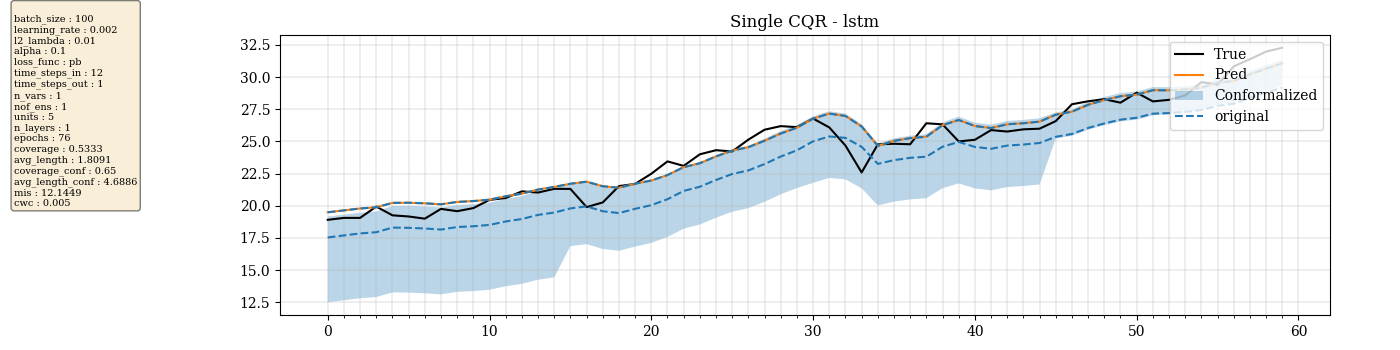 batch_size : 100
learning_rate : 0.002
l2_lambda : 0.01
alpha : 0.1
loss_func : pb
time_steps_in : 12
time_steps_out : 1
n_vars : 1
nof_ens : 1
units : 5
n_layers : 1
epochs : 76
coverage : 0.5333
avg_length : 1.8091
coverage_conf : 0.65
avg_length_conf : 4.6886
mis : 12.1449
cwc : 0.005
Single CQR - lstm
32.5
30.0
27.5
25.0
22.5
20.0
17.5
15.0
12.5
True
Pred
Conformalized
original
0 10 20 30 40 50 60